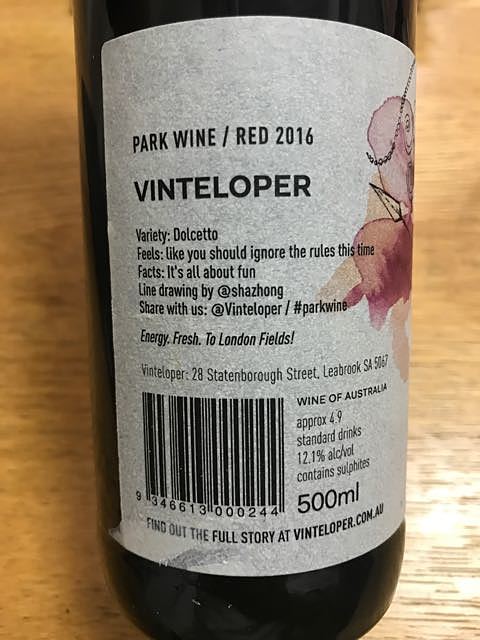 PARK WINE / RED 2016
VINTELOPER
Variety: Dolcetto
Feels: like you should ignore the rules this time
Facts: It's all about fun
Line drawing by @shazhong
Share with us: @Vinteloper / #parkwine
Energy. Fresh. To London Fields!
Vinteloper: 28 Statenborough Street, Leabrook SA 5067
WINE OF AUSTRALIA
approx 4.9
standard drinks
12.1% alc/vol
contains sulphites
500ml
9 346613 000244
FIND OUT THE FULL STORY AT VINTELOPER.COM.AU